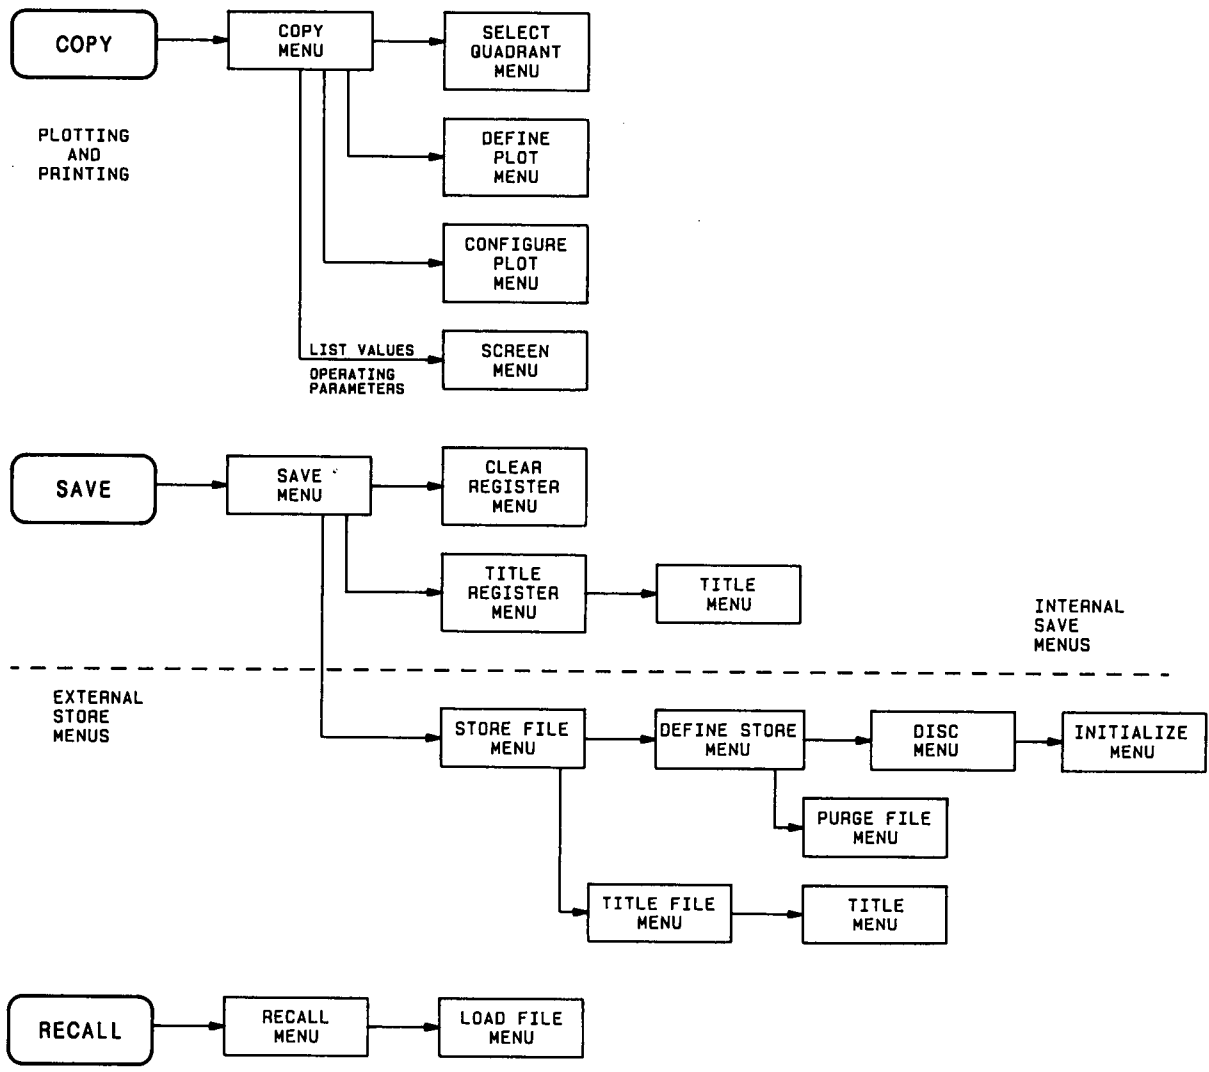 COPY
COPY
MENU
SELECT
QUADRANT
MENU
PLOTTING
AND
PRINTING
DEFINE
PLOT
MENU
CONFIGURE
PLOT
MENU
LIST VALUES
OPERATING
PARAMETERS
SCREEN
MENU
SAVE
SAVE
MENU
CLEAR
REGISTER
MENU
TITLE
REGISTER
MENU
TITLE
MENU
INTERNAL
SAVE
MENUS
EXTERNAL
STORE
MENUS
STORE FILE
MENU
DEFINE STORE
MENU
DISC
MENU
INITIALIZE
MENU
PURGE FILE
MENU
TITLE FILE
MENU
TITLE
MENU
RECALL
RECALL
MENU
LOAD FILE
MENU